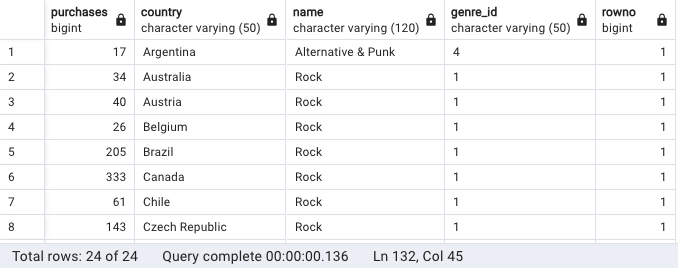 purchases country name genre_id rowno
bigint character varying (50) character varying (120) character varying (50) bigint
1 17 Argentina Alternative & Punk 4 1
2 34 Australia Rock 1 1
3 40 Austria Rock 1 1
4 26 Belgium Rock 1 1
5 205 Brazil Rock 1 1
6 333 Canada Rock 1 1
7 61 Chile Rock 1 1
8 143 Czech Republic Rock 1 1
Total rows: 24 of 24 Query complete 00:00:00.136 Ln 132, Col 45